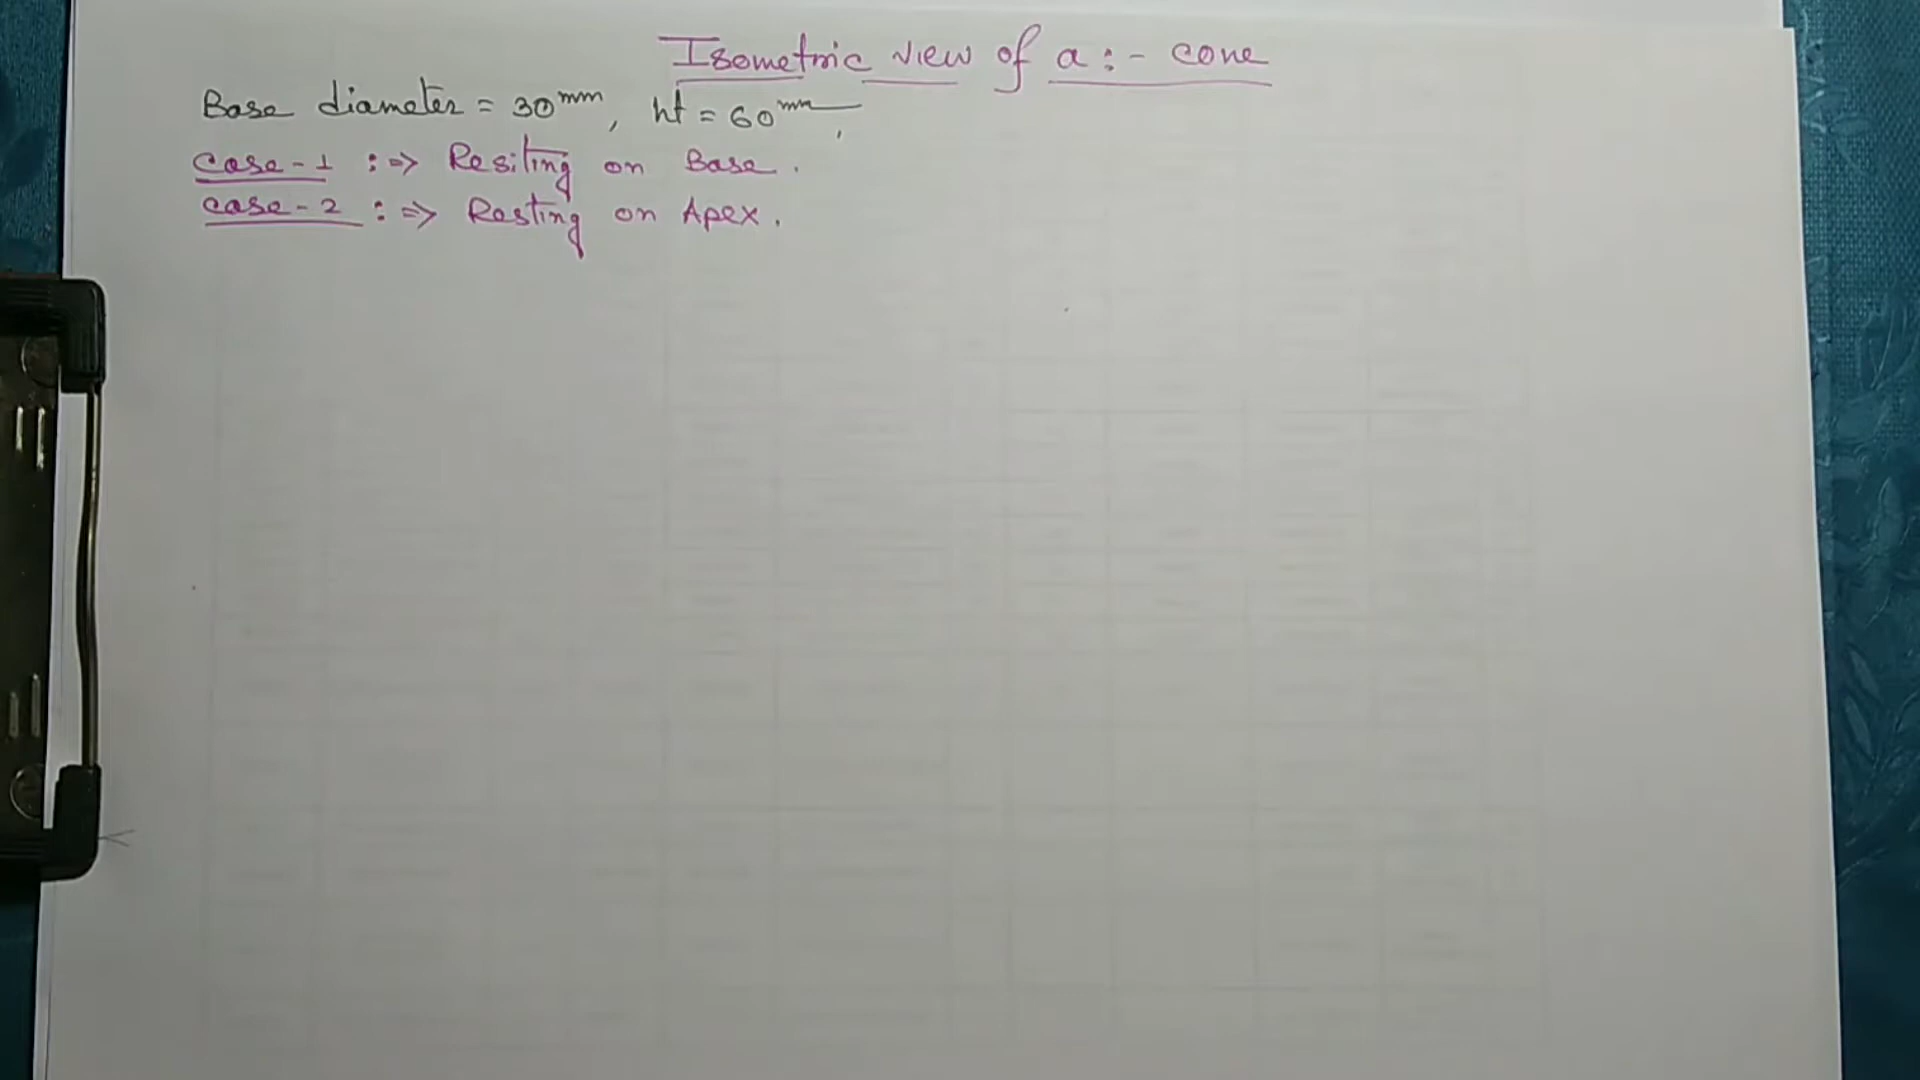 Isometric view of a :- cone
Base diameter = 30mm, ht = 60mm,
case-1 :=> Resiting on Base.
case-2 :=> Resting on Apex.